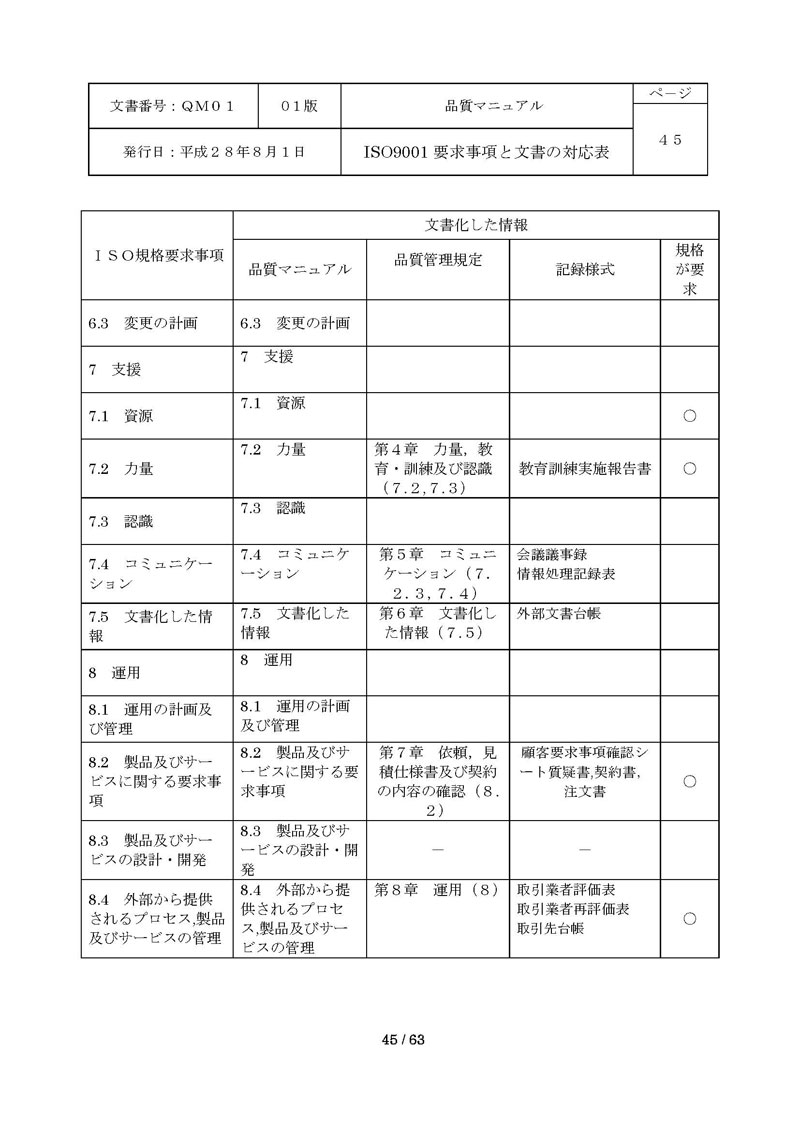 文書番号：ＱＭ０１
０１版
品質マニュアル
ページ
発行日：平成２８年８月１日
ISO9001 要求事項と文書の対応表
４５
ＩＳＯ規格要求事項
文書化した情報
品質マニュアル
品質管理規定
記録様式
規格
が要
求
6.3　変更の計画
6.3　変更の計画
7　支援
7　支援
7.1　資源
7.1　資源
○
7.2　力量
7.2　力量
第４章　力量，教
育・訓練及び認識
（７.２,７.３）
教育訓練実施報告書
○
7.3　認識
7.3　認識
7.4　コミュニケー
ション
7.4　コミュニケ
ーション
第５章　コミュニ
ケーション（７．
２．３, ７．４）
会議議事録
情報処理記録表
7.5　文書化した情
報
7.5　文書化した
情報
第６章　文書化し
た情報（７.５）
外部文書台帳
8　運用
8　運用
8.1　運用の計画及
び管理
8.1　運用の計画
及び管理
8.2　製品及びサー
ビスに関する要求事
項
8.2　製品及びサ
ービスに関する要
求事項
第７章　依頼，見
積仕様書及び契約
の内容の確認（８．
２）
顧客要求事項確認シ
ート質疑書,契約書，
注文書
○
8.3　製品及びサー
ビスの設計・開発
8.3　製品及びサ
ービスの設計・開
発
－
－
8.4　外部から提供
されるプロセス,製品
及びサービスの管理
8.4　外部から提
供されるプロセ
ス,製品及びサー
ビスの管理
第８章　運用（８）
取引業者評価表
取引業者再評価表
取引先台帳
○
45 / 63